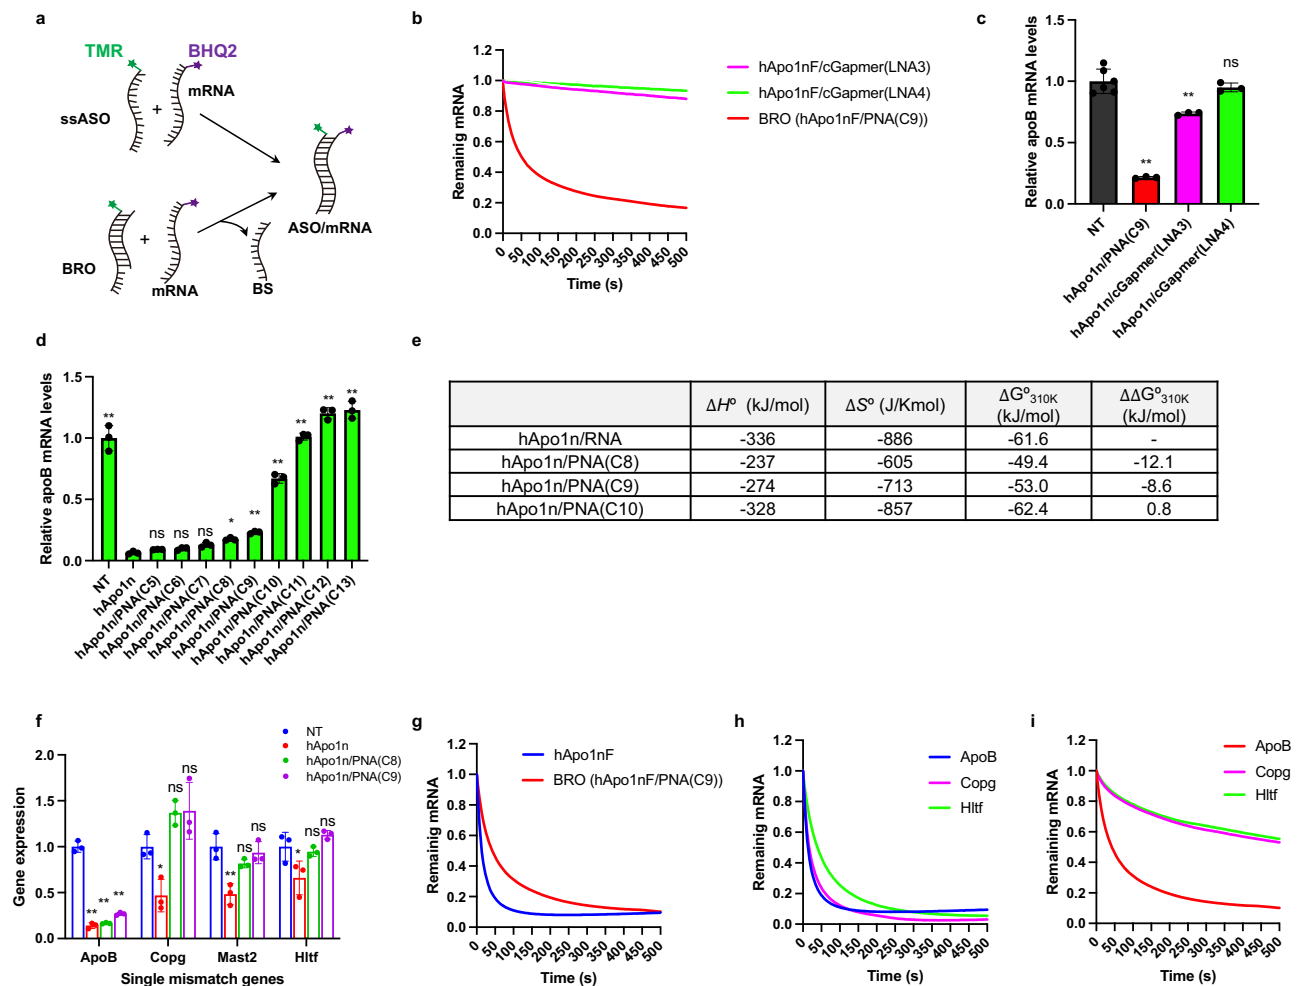 a
TMR
BHQ2
mRNA
ssASO
+
ASO/mRNA
+
BRO
mRNA
BS
b
Remainig mRNA
1.2
1.0
0.8
0.6
0.4
0.2
0.0
0 50 100 150 200 250 300 350 400 450 500
Time (s)
hApo1nF/cGapmer(LNA3)
hApo1nF/cGapmer(LNA4)
BRO (hApo1nF/PNA(C9))
c
Relative apoB mRNA levels
1.5
1.0
0.5
0.0
** ** ns
NT
hApo1n/PNA(C9)
hApo1n/cGapmer(LNA3)
hApo1n/cGapmer(LNA4)
d
Relative apoB mRNA levels
1.5
1.0
0.5
0.0
** ns ns ns * ** ** ** ** **
NT
hApo1n
hApo1n/PNA(C5)
hApo1n/PNA(C6)
hApo1n/PNA(C7)
hApo1n/PNA(C8)
hApo1n/PNA(C9)
hApo1n/PNA(C10)
hApo1n/PNA(C11)
hApo1n/PNA(C12)
hApo1n/PNA(C13)
e
ΔHº (kJ/mol) ΔSº (J/Kmol) ΔGº310K (kJ/mol) ΔΔGº310K (kJ/mol)
hApo1n/RNA -336 -886 -61.6 -
hApo1n/PNA(C8) -237 -605 -49.4 -12.1
hApo1n/PNA(C9) -274 -713 -53.0 -8.6
hApo1n/PNA(C10) -328 -857 -62.4 0.8
f
Gene expression
2.0
1.5
1.0
0.5
0.0
NT
hApo1n
hApo1n/PNA(C8)
hApo1n/PNA(C9)
** ** ** * ns ns ** ns ns * ns ns
ApoB Copg Mast2 Hltf
Single mismatch genes
g
Remaining mRNA
1.2
1.0
0.8
0.6
0.4
0.2
0.0
0 50 100 150 200 250 300 350 400 450 500
Time (s)
hApo1nF
BRO (hApo1nF/PNA(C9))
h
Remaining mRNA
1.2
1.0
0.8
0.6
0.4
0.2
0.0
0 50 100 150 200 250 300 350 400 450 500
Time (s)
ApoB
Copg
Hltf
i
Remaining mRNA
1.2
1.0
0.8
0.6
0.4
0.2
0.0
0 50 100 150 200 250 300 350 400 450 500
Time (s)
ApoB
Copg
Hltf